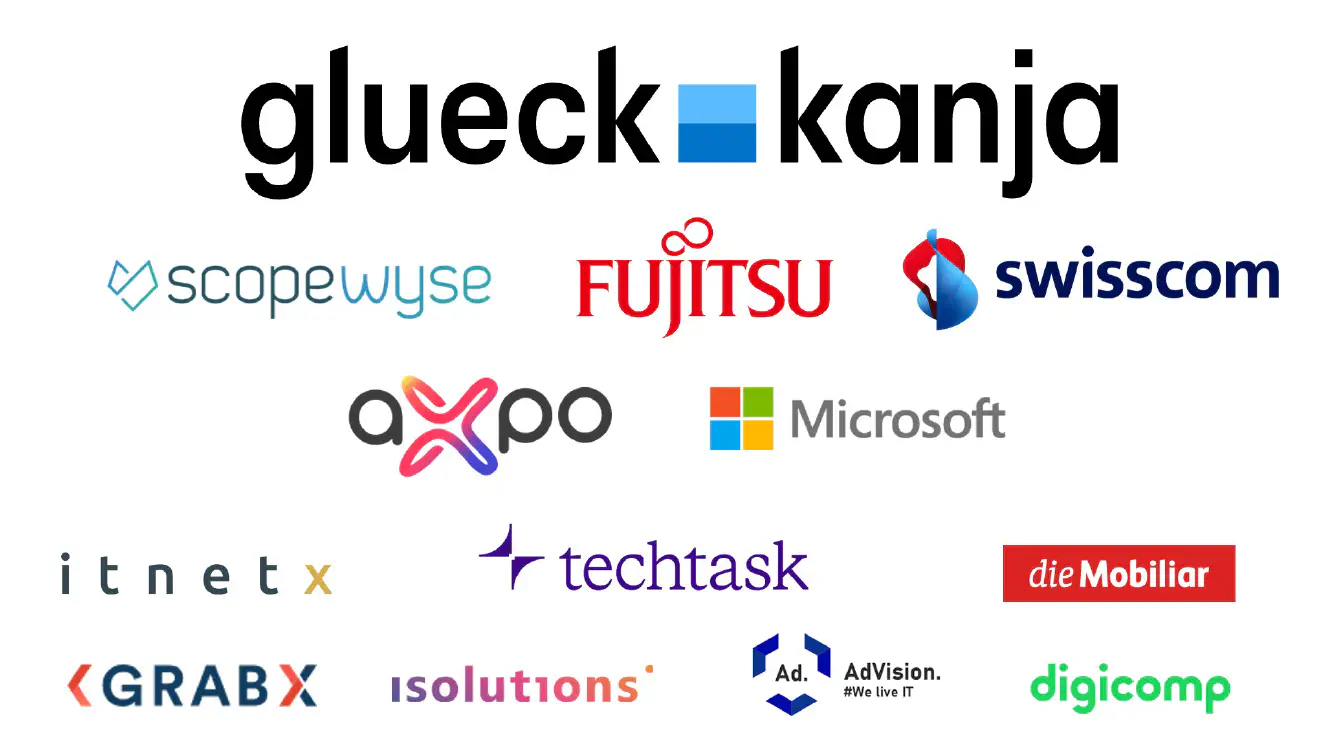 glueck kanja
scopewyse
FUJITSU
swisscom
axpo
Microsoft
itnetx
techtask
die Mobiliar
GRABX
isolutions
Ad.
AdVision.
#We live IT
digicomp